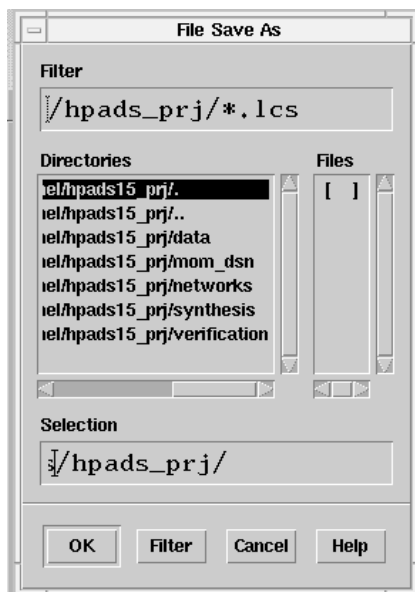 File Save As
Filter
/hpads_prj/*.lcs
Directories
Files
nel/hpads15_prj/.
[ ]
nel/hpads15_prj/..
nel/hpads15_prj/data
nel/hpads15_prj/mom_dsn
nel/hpads15_prj/networks
nel/hpads15_prj/synthesis
nel/hpads15_prj/verification
Selection
s/hpads_prj/
OK
Filter
Cancel
Help